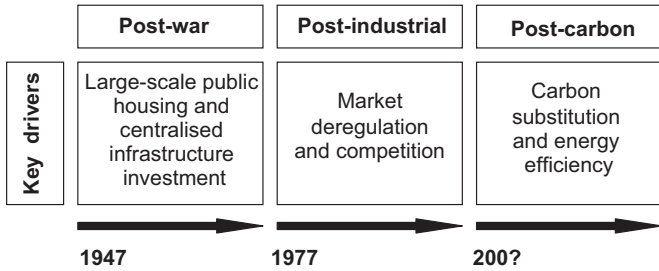 Post-war
Post-industrial
Post-carbon
Key drivers
Large-scale public
housing and
centralised
infrastructure
investment
Market
deregulation
and competition
Carbon
substitution
and energy
efficiency
1947
1977
200?